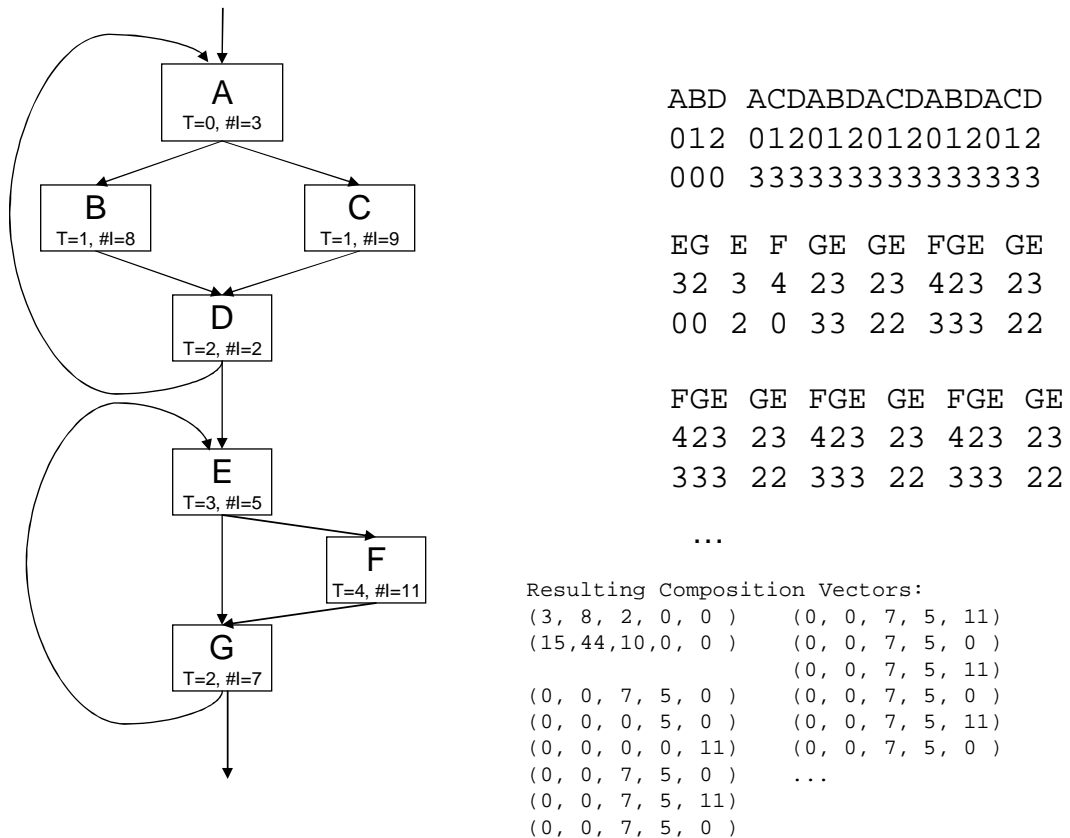 A
T=0, #I=3
B
T=1, #I=8
C
T=1, #I=9
D
T=2, #I=2
E
T=3, #I=5
F
T=4, #I=11
G
T=2, #I=7
ABD ACDABDACDABDACD
012 012012012012012
000 333333333333333
EG E F GE GE FGE GE
32 3 4 23 23 423 23
00 2 0 33 22 333 22
FGE GE FGE GE FGE GE
423 23 423 23 423 23
333 22 333 22 333 22
...
Resulting Composition Vectors:
(3, 8, 2, 0, 0 ) (0, 0, 7, 5, 11)
(15,44,10,0, 0 ) (0, 0, 7, 5, 0 )
(0, 0, 7, 5, 11)
(0, 0, 7, 5, 0 ) (0, 0, 7, 5, 0 )
(0, 0, 0, 5, 0 ) (0, 0, 7, 5, 11)
(0, 0, 0, 0, 11) (0, 0, 7, 5, 0 )
(0, 0, 7, 5, 0 ) ...
(0, 0, 7, 5, 11)
(0, 0, 7, 5, 0 )